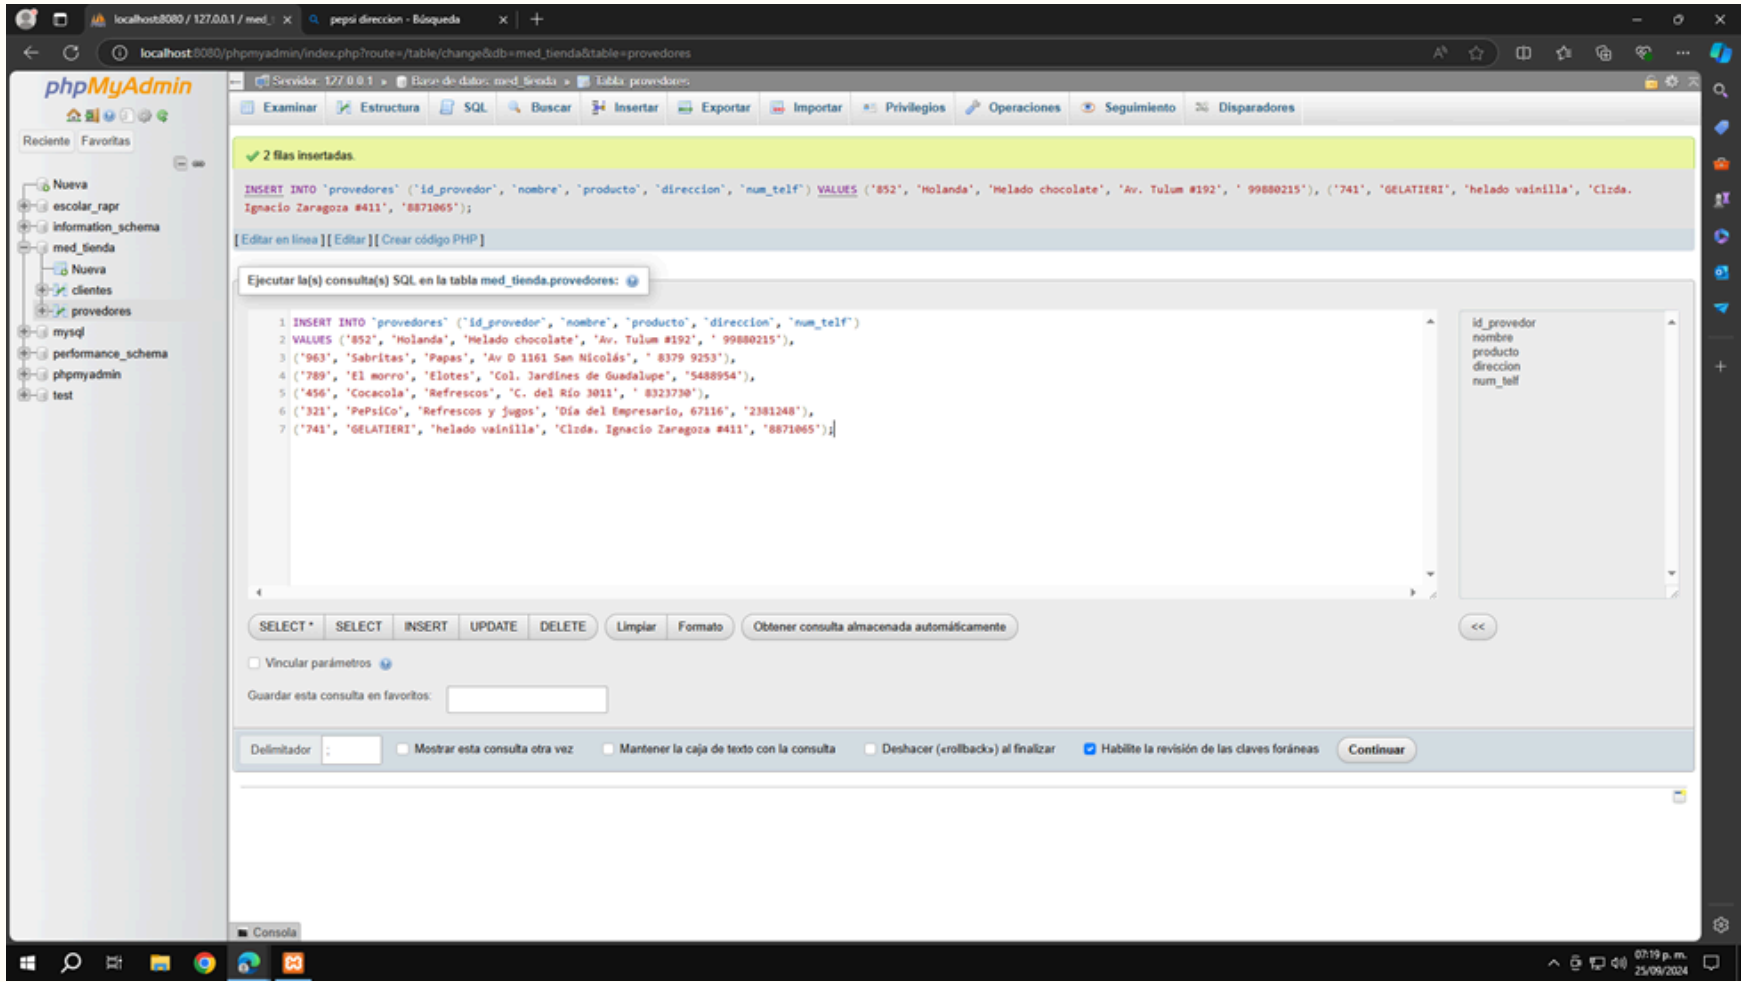 localhost:8080 / 127.0.0.1 / med_t
pepsi direccion - Búsqueda
localhost:8080/phpmyadmin/index.php?route=/table/change&db=med_tienda&table=provedores
phpMyAdmin
Reciente Favoritas
Nueva
escolar_rapr
information_schema
med_tienda
Nueva
clientes
provedores
mysql
performance_schema
phpmyadmin
test
Servidor: 127.0.0.1 » Base de datos: med_tienda » Tabla: provedores
Examinar Estructura SQL Buscar Insertar Exportar Importar Privilegios Operaciones Seguimiento Disparadores
2 filas insertadas.
INSERT INTO `provedores` (`id_provedor`, `nombre`, `producto`, `direccion`, `num_telf`) VALUES ('852', 'Holanda', 'Helado chocolate', 'Av. Tulum #192', ' 99880215'), ('741', 'GELATIERI', 'helado vainilla', 'Clzda.
Ignacio Zaragoza #411', '8871065');
[ Editar en línea ] [ Editar ] [ Crear código PHP ]
Ejecutar la(s) consulta(s) SQL en la tabla med_tienda.provedores:
1 INSERT INTO `provedores` (`id_provedor`, `nombre`, `producto`, `direccion`, `num_telf`)
2 VALUES ('852', 'Holanda', 'Helado chocolate', 'Av. Tulum #192', ' 99880215'),
3 ('963', 'Sabritas', 'Papas', 'Av D 1161 San Nicolás', ' 8379 9253'),
4 ('789', 'El morro', 'Elotes', 'Col. Jardines de Guadalupe', '5488954'),
5 ('456', 'Cocacola', 'Refrescos', 'C. del Río 3011', ' 8323730'),
6 ('321', 'PePsiCo', 'Refrescos y jugos', 'Día del Empresario, 67116', '2381248'),
7 ('741', 'GELATIERI', 'helado vainilla', 'Clzda. Ignacio Zaragoza #411', '8871065');
id_provedor
nombre
producto
direccion
num_telf
SELECT * SELECT INSERT UPDATE DELETE Limpiar Formato Obtener consulta almacenada automáticamente <<
Vincular parámetros
Guardar esta consulta en favoritos:
Delimitador ; Mostrar esta consulta otra vez Mantener la caja de texto con la consulta Deshacer («rollback») al finalizar Habilite la revisión de las claves foráneas Continuar
Consola
07:19 p. m.
25/09/2024